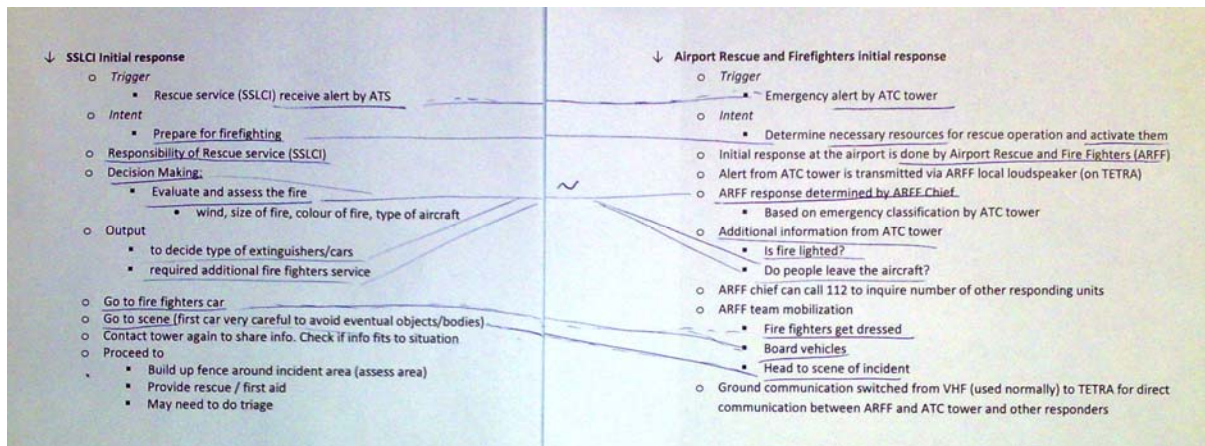 ↓ SSLCI Initial response
o Trigger
▪ Rescue service (SSLCI) receive alert by ATS
o Intent
▪ Prepare for firefighting
o Responsibility of Rescue service (SSLCI)
o Decision Making:
▪ Evaluate and assess the fire
• wind, size of fire, colour of fire, type of aircraft
o Output
▪ to decide type of extinguishers/cars
▪ required additional fire fighters service
o Go to fire fighters car
o Go to scene (first car very careful to avoid eventual objects/bodies)
o Contact tower again to share info. Check if info fits to situation
o Proceed to
▪ Build up fence around incident area (assess area)
▪ Provide rescue / first aid
▪ May need to do triage
~
↓ Airport Rescue and Firefighters initial response
o Trigger
▪ Emergency alert by ATC tower
o Intent
▪ Determine necessary resources for rescue operation and activate them
o Initial response at the airport is done by Airport Rescue and Fire Fighters (ARFF)
o Alert from ATC tower is transmitted via ARFF local loudspeaker (on TETRA)
o ARFF response determined by ARFF Chief
▪ Based on emergency classification by ATC tower
o Additional information from ATC tower
▪ Is fire lighted?
▪ Do people leave the aircraft?
o ARFF chief can call 112 to inquire number of other responding units
o ARFF team mobilization
▪ Fire fighters get dressed
▪ Board vehicles
▪ Head to scene of incident
o Ground communication switched from VHF (used normally) to TETRA for direct
communication between ARFF and ATC tower and other responders